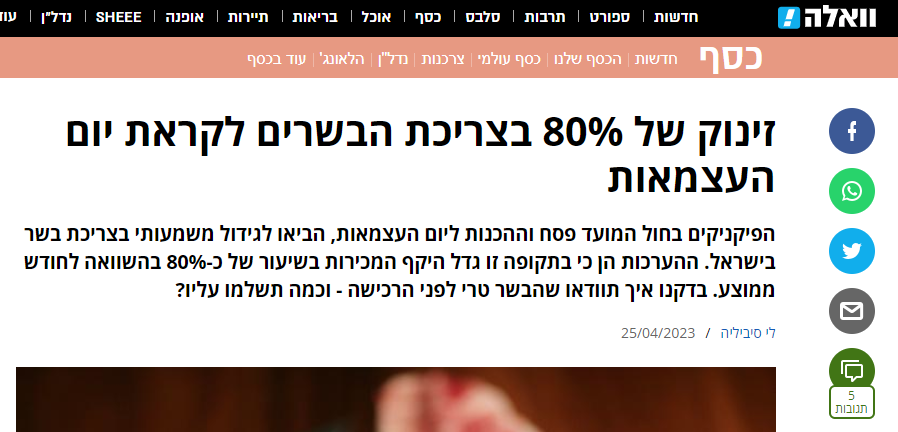 וואלה!
חדשות | ספורט | תרבות | סלבס | כסף | אוכל | בריאות | תיירות | אופנה | SHEEE | נדל"ן | עוד
כסף
חדשות | הכסף שלנו | כסף עולמי | צרכנות | נדל"ן | הלאונג' | עוד בכסף
זינוק של 80% בצריכת הבשרים לקראת יום
העצמאות
הפיקניקים בחול המועד פסח וההכנות ליום העצמאות, הביאו לגידול משמעותי בצריכת בשר
בישראל. ההערכות הן כי בתקופה זו גדל היקף המכירות בשיעור של כ-80% בהשוואה לחודש
ממוצע. בדקנו איך תוודאו שהבשר טרי לפני הרכישה - וכמה תשלמו עליו?
לי סיביליה / 25/04/2023
5
תגובות